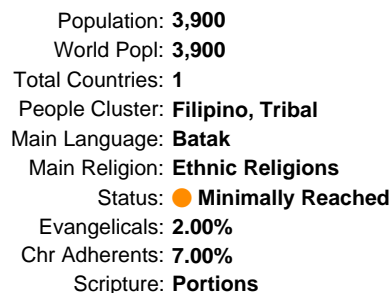 Population: 3,900
World Popl: 3,900
Total Countries: 1
People Cluster: Filipino, Tribal
Main Language: Batak
Main Religion: Ethnic Religions
Status: Minimally Reached
Evangelicals: 2.00%
Chr Adherents: 7.00%
Scripture: Portions